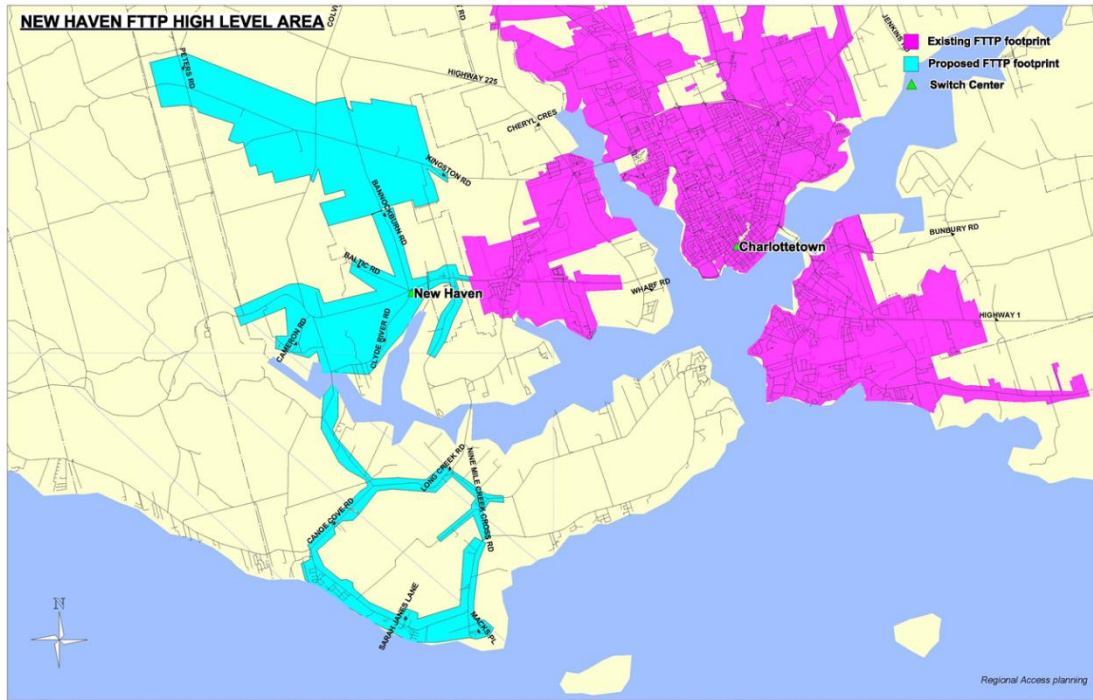 NEW HAVEN FTTP HIGH LEVEL AREA
PETERS RD
HIGHWAY 225
CHERYL CRES
Existing FTTP footprint
Proposed FTTP footprint
Switch Center
KINGSTON RD
BANNOCKBURN RD
BALTIC RD
New Haven
Charlottetown
BUNBURY RD
WHARF RD
HIGHWAY 1
CAMERON RD
CLYDE RIVER RD
LONG CREEK RD
NINE MILE CREEK CROSS RD
CANOE COVE RD
SARAH JANES LANE
MACKS PL
N
Regional Access planning